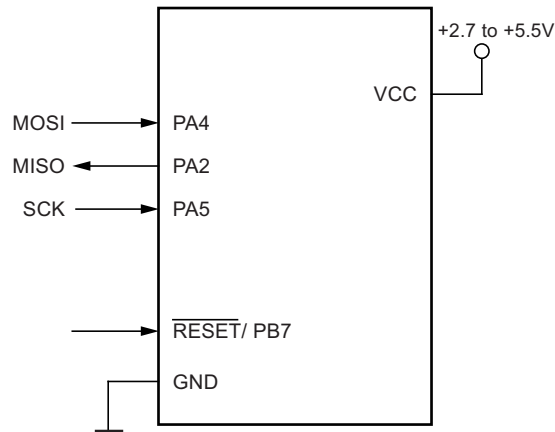 +2.7 to +5.5V
VCC
MOSI PA4
MISO PA2
SCK PA5
RESET/ PB7
GND